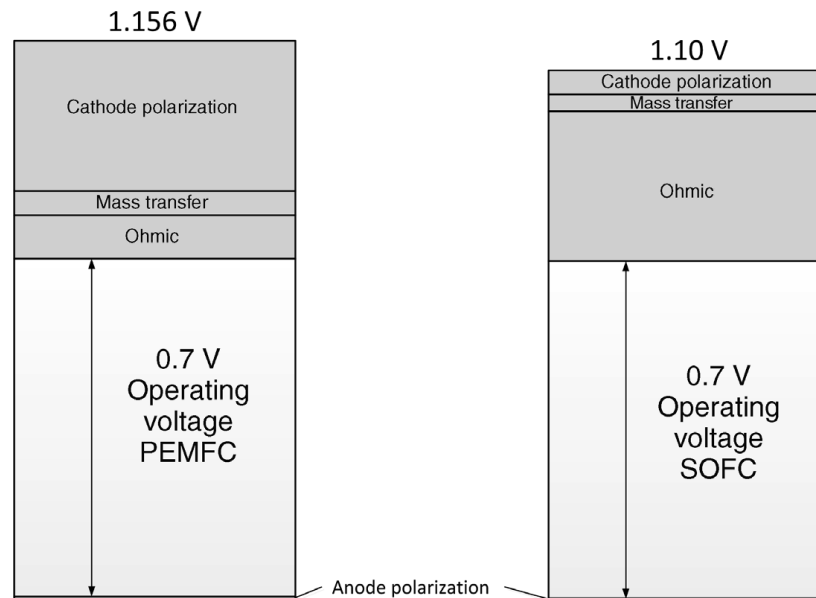 1.156 V
Cathode polarization
Mass transfer
Ohmic
0.7 V
Operating
voltage
PEMFC
1.10 V
Cathode polarization
Mass transfer
Ohmic
0.7 V
Operating
voltage
SOFC
Anode polarization